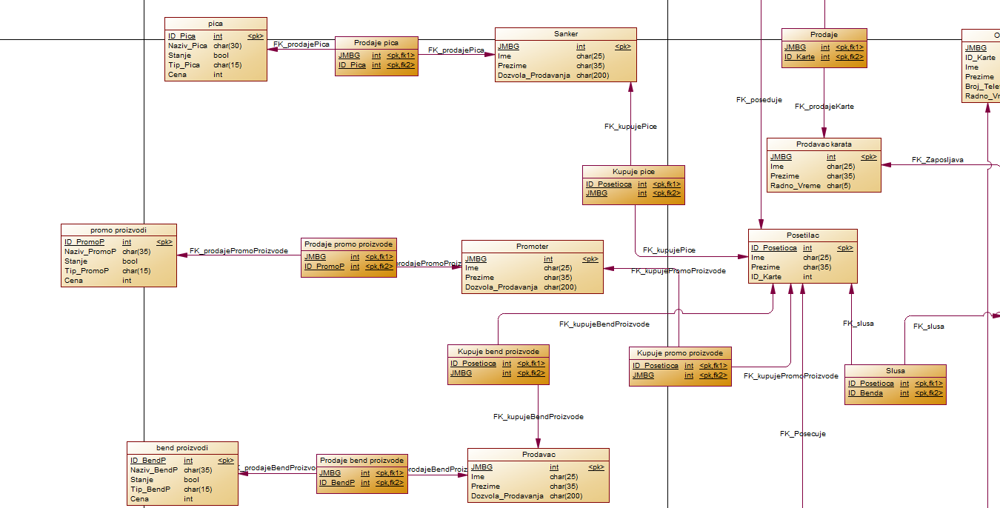 pica
ID_Pica int <pk>
Naziv_Pica char(30)
Stanje bool
Tip_Pica char(15)
Cena int
FK_prodajePica
Prodaje pica
JMBG int <pk,fk1>
ID_Pica int <pk,fk2>
FK_prodajePica
Sanker
JMBG int <pk>
Ime char(25)
Prezime char(35)
Dozvola_Prodavanja char(200)
Prodaje
JMBG int <pk,fk1>
ID_Karte int <pk,fk2>
O
JMBG
ID_Karte
Ime
Prezime
Broj_Tele
Radno_Vr
FK_poseduje
FK_prodajeKarte
FK_kupujePice
Prodavac karata
JMBG int <pk>
Ime char(25)
Prezime char(35)
Radno_Vreme char(5)
FK_Zaposljava
Kupuje pice
ID_Posetioca int <pk,fk1>
JMBG int <pk,fk2>
promo proizvodi
ID_PromoP int <pk>
Naziv_PromoP char(35)
Stanje bool
Tip_PromoP char(15)
Cena int
FK_prodajePromoProizvode
Prodaje promo proizvode
JMBG int <pk,fk1>
ID_PromoP int <pk,fk2>
prodajePromoProiz
Promoter
JMBG int <pk>
Ime char(25)
Prezime char(35)
Dozvola_Prodavanja char(200)
FK_kupujePice
FK_kupujePromoProizvode
Posetilac
ID_Posetioca int <pk>
Ime char(25)
Prezime char(35)
ID_Karte int
FK_kupujeBendProizvode
FK_slusa
FK_slusa
Kupuje bend proizvode
ID_Posetioca int <pk,fk1>
JMBG int <pk,fk2>
Kupuje promo proizvode
ID_Posetioca int <pk,fk1>
JMBG int <pk,fk2>
FK_kupujePromoProizvode
Slusa
ID_Posetioca int <pk,fk1>
ID_Benda int <pk,fk2>
FK_kupujeBendProizvode
FK_Posecuje
bend proizvodi
ID_BendP int <pk>
Naziv_BendP char(35)
Stanje bool
Tip_BendP char(15)
Cena int
_prodajeBendProizvo
Prodaje bend proizvode
JMBG int <pk,fk1>
ID_BendP int <pk,fk2>
rodajeBendProiz
Prodavac
JMBG int <pk>
Ime char(25)
Prezime char(35)
Dozvola_Prodavanja char(200)